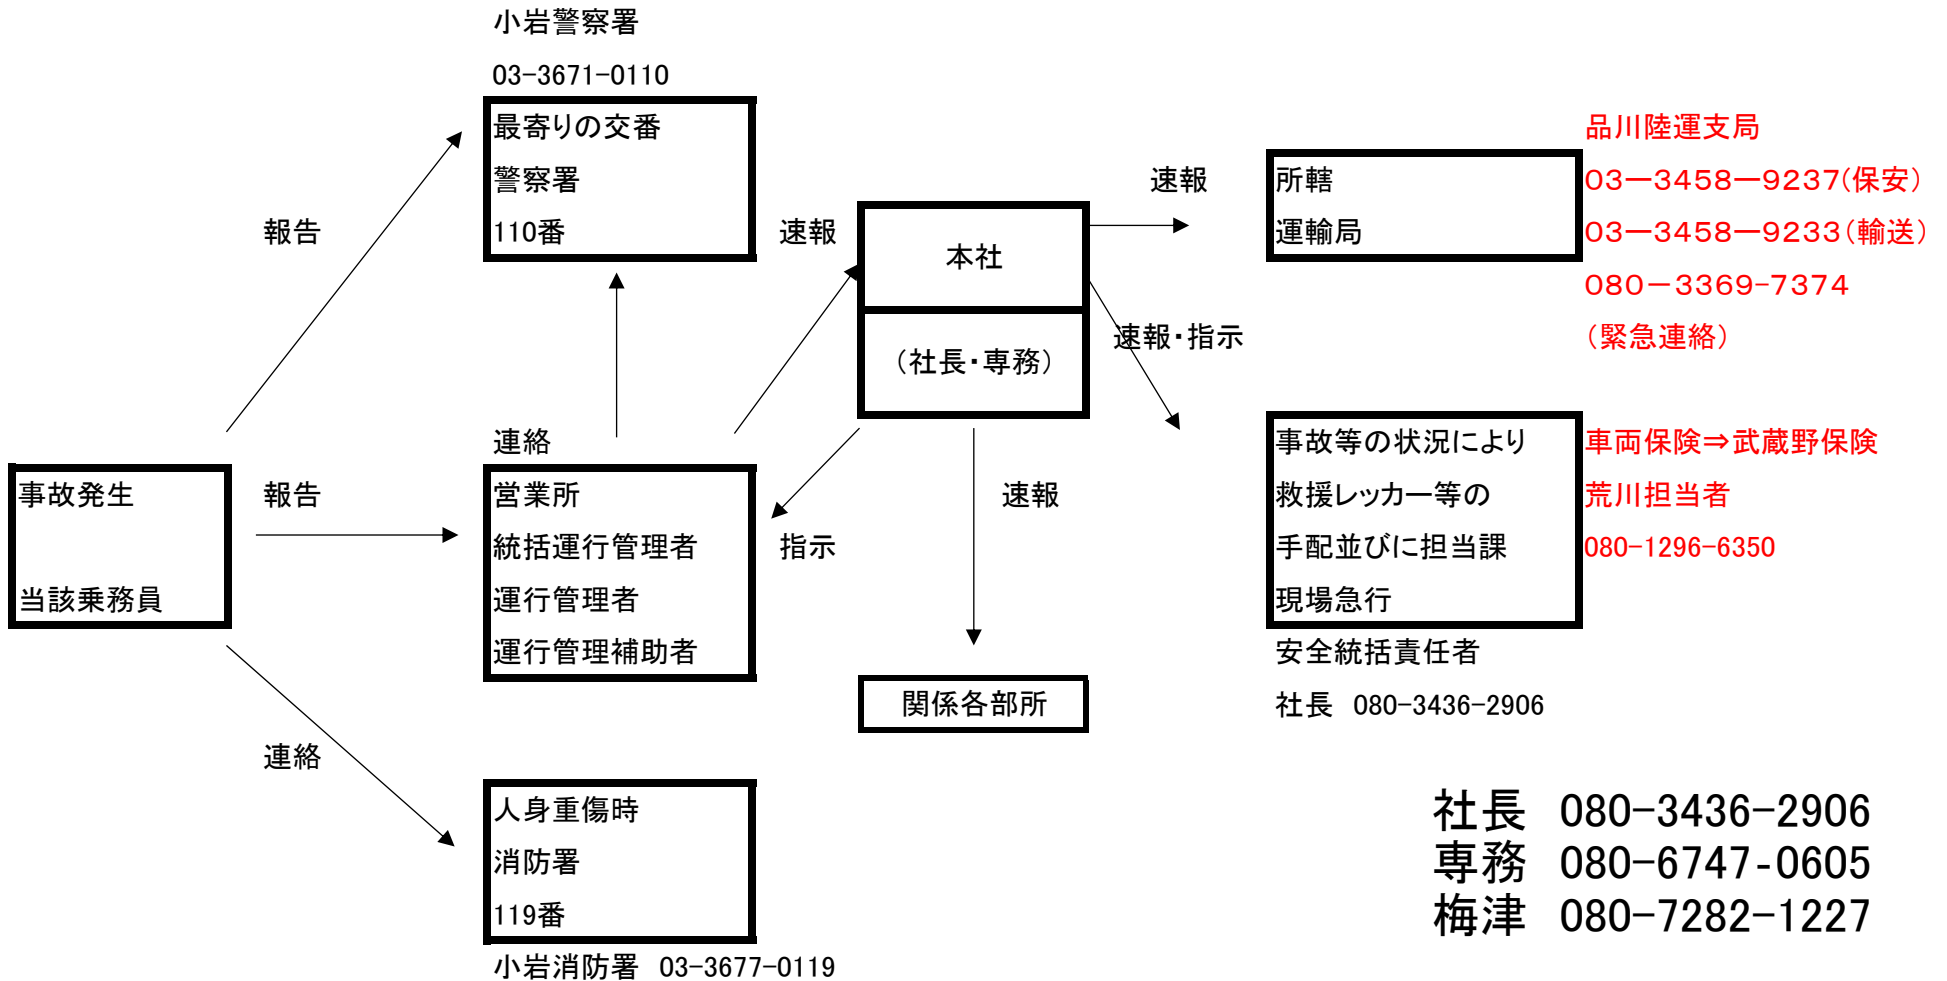 小岩警察署
03-3671-0110
最寄りの交番
警察署
110番
報告
速報
本社
(社長・専務)
速報
所轄
運輸局
品川陸運支局
03ー3458ー9237(保安)
03ー3458ー9233(輸送)
080－3369-7374
(緊急連絡)
速報・指示
連絡
事故発生
当該乗務員
報告
営業所
統括運行管理者
運行管理者
運行管理補助者
指示
速報
関係各部所
事故等の状況により
救援レッカー等の
手配並びに担当課
現場急行
車両保険⇒武蔵野保険
荒川担当者
080-1296-6350
安全統括責任者
社長 080-3436-2906
連絡
人身重傷時
消防署
119番
小岩消防署 03-3677-0119
社長 080-3436-2906
専務 080-6747-0605
梅津 080-7282-1227